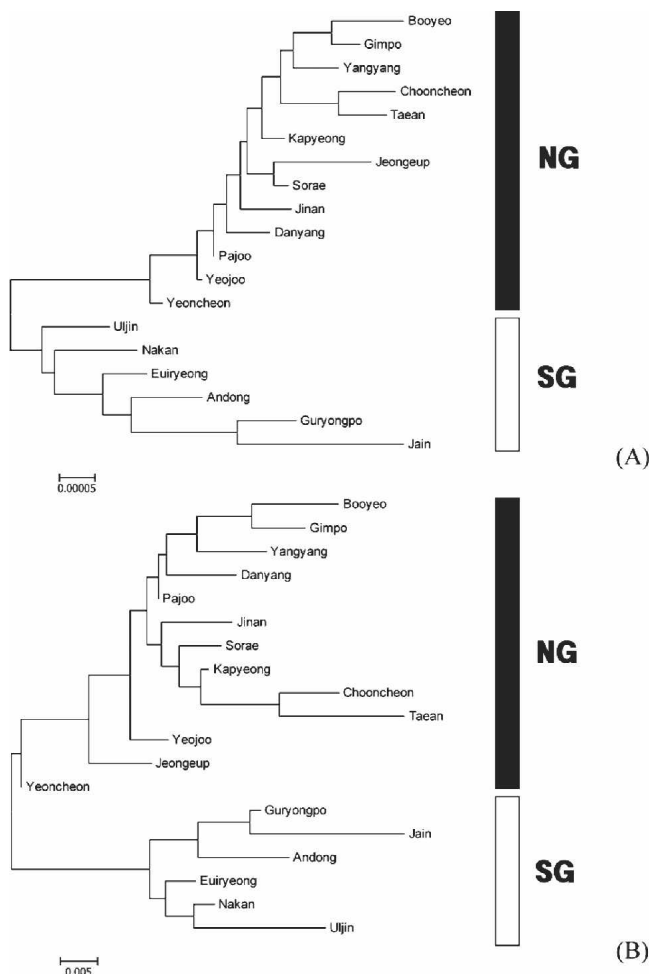 Booyeo
Gimpo
Yangyang
Chooncheon
Taean
Kapyeong
Jeongeup
Sorae
Jinan
Danyang
Pajoo
Yeojoo
Yeoncheon
NG
Uljin
Nakan
Euiryeong
Andong
Guryongpo
Jain
SG
(A)
0.00005
Booyeo
Gimpo
Yangyang
Danyang
Pajoo
Jinan
Sorae
Kapyeong
Chooncheon
Taean
Yeojoo
Jeongeup
Yeoncheon
NG
Guryongpo
Jain
Andong
Euiryeong
Nakan
Uljin
SG
(B)
0.005